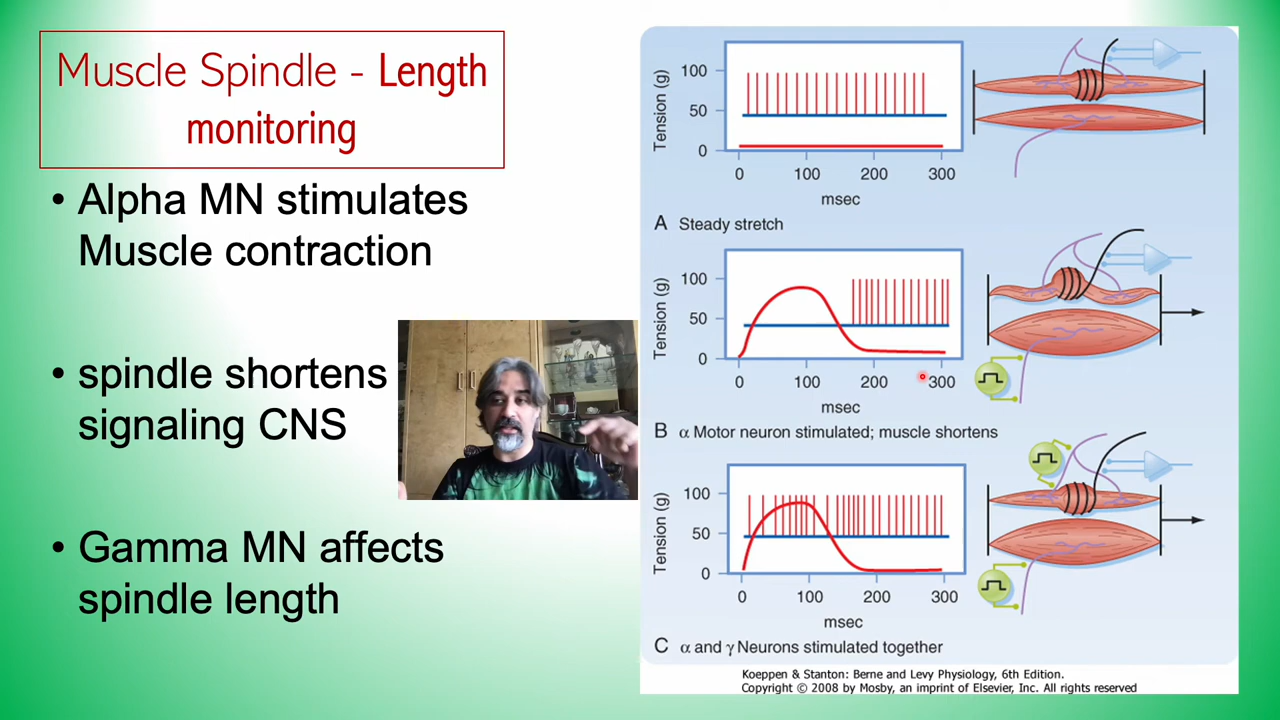 Muscle Spindle - Length
monitoring
• Alpha MN stimulates
Muscle contraction
• spindle shortens
signaling CNS
• Gamma MN affects
spindle length
Tension (g)
100
50
0
0 100 200 300
msec
A Steady stretch
Tension (g)
100
50
0
0 100 200 300
msec
B α Motor neuron stimulated; muscle shortens
Tension (g)
100
50
0
0 100 200 300
msec
C α and γ Neurons stimulated together
Koeppen & Stanton: Berne and Levy Physiology, 6th Edition.
Copyright © 2008 by Mosby, an imprint of Elsevier, Inc. All rights reserved